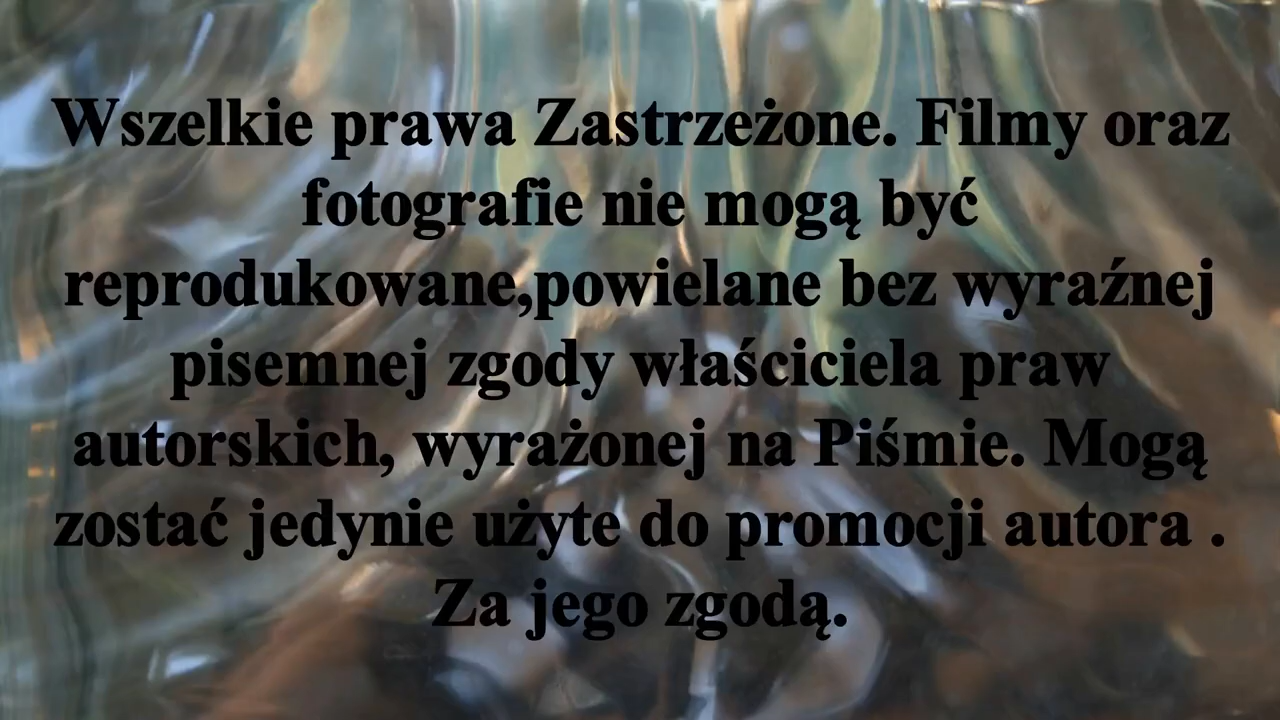 Wszelkie prawa Zastrzeżone. Filmy oraz
fotografie nie mogą być
reprodukowane,powielane bez wyraźnej
pisemnej zgody właściciela praw
autorskich, wyrażonej na Piśmie. Mogą
zostać jedynie użyte do promocji autora .
Za jego zgodą.